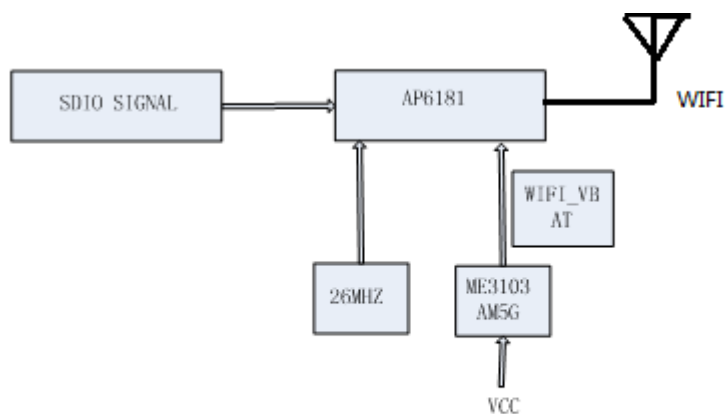 SDIO SIGNAL
AP6181
WIFI
WIFI_VB
AT
26MHZ
ME3103
AM5G
VCC